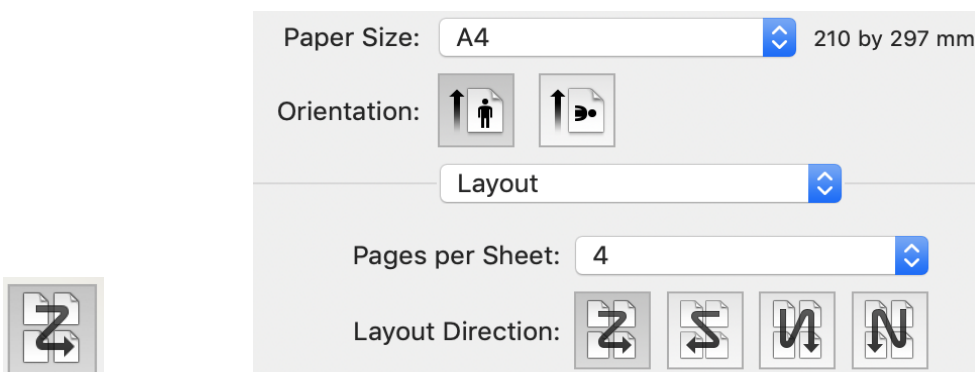 Paper Size: A4 210 by 297 mm
Orientation:
Layout
Pages per Sheet: 4
Layout Direction: